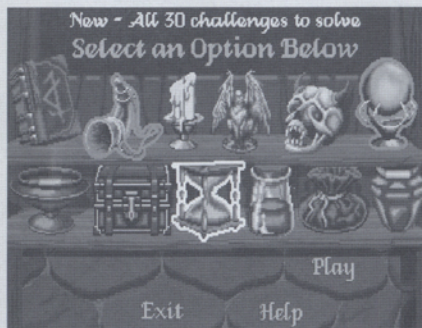 New - All 30 challenges to solve
Select an Option Below
Play
Exit Help